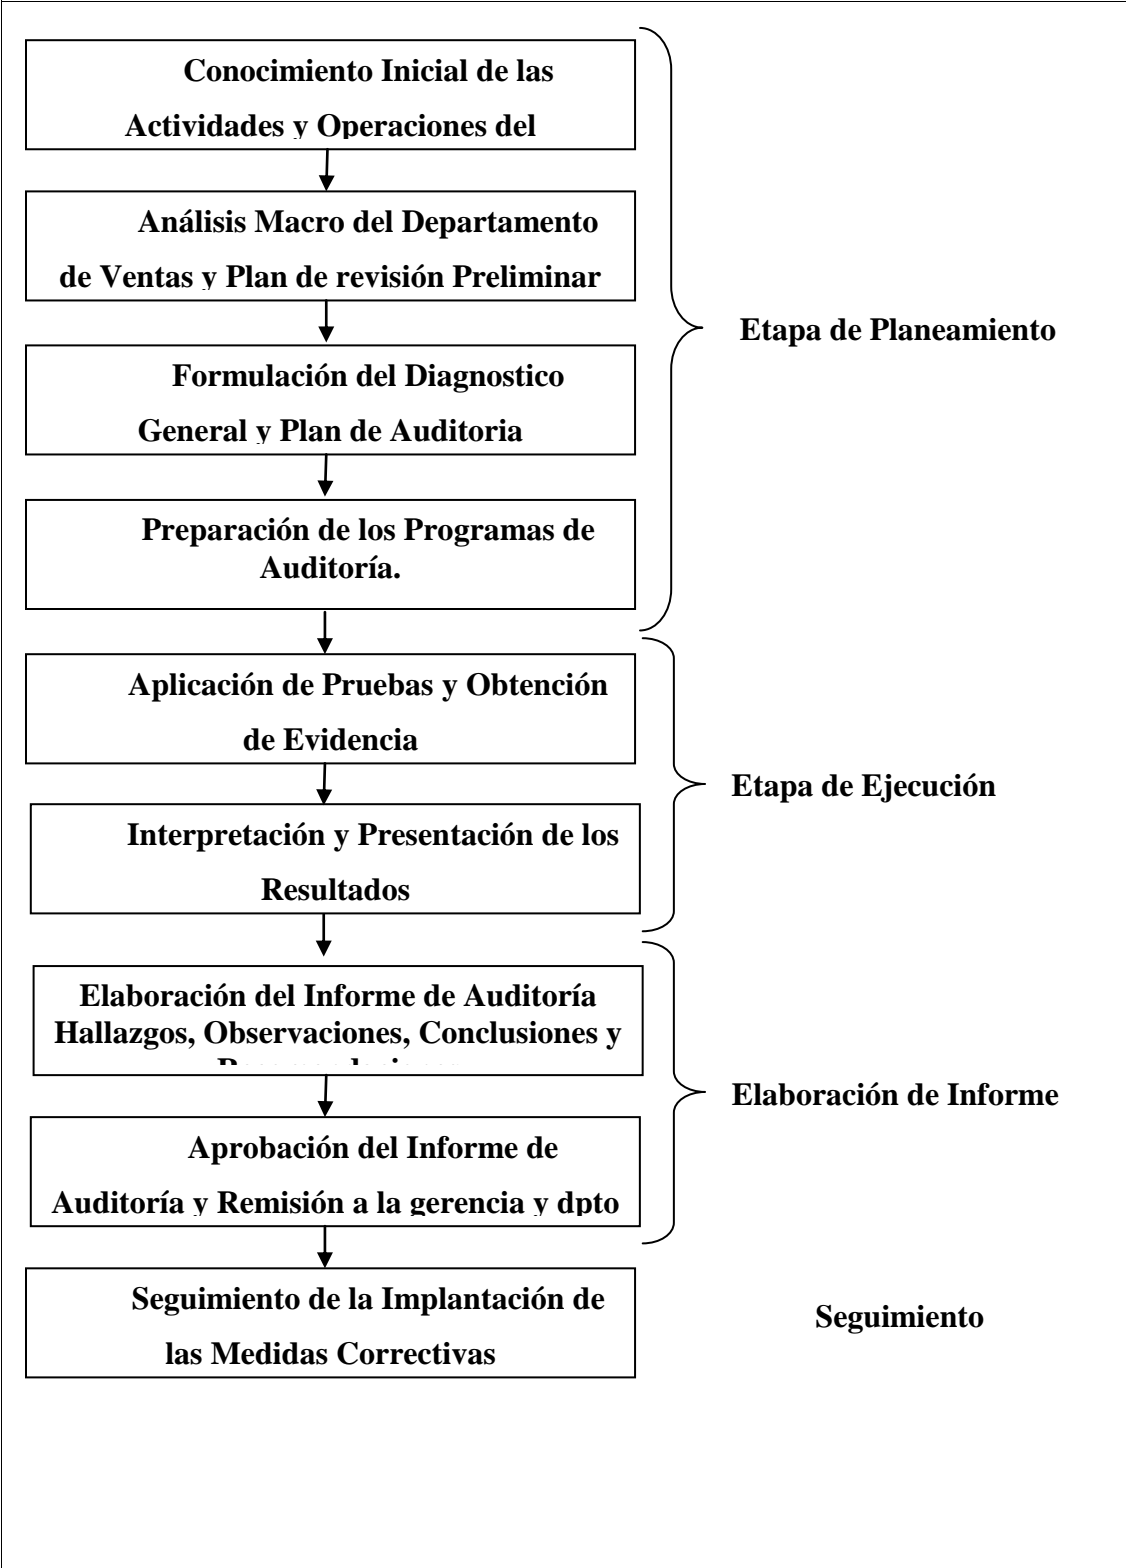 Conocimiento Inicial de las
Actividades y Operaciones del
Análisis Macro del Departamento
de Ventas y Plan de revisión Preliminar
Formulación del Diagnostico
General y Plan de Auditoria
Preparación de los Programas de
Auditoría.
Etapa de Planeamiento
Aplicación de Pruebas y Obtención
de Evidencia
Interpretación y Presentación de los
Resultados
Etapa de Ejecución
Elaboración del Informe de Auditoría
Hallazgos, Observaciones, Conclusiones y
Aprobación del Informe de
Auditoría y Remisión a la gerencia y dpto
Elaboración de Informe
Seguimiento de la Implantación de
las Medidas Correctivas
Seguimiento